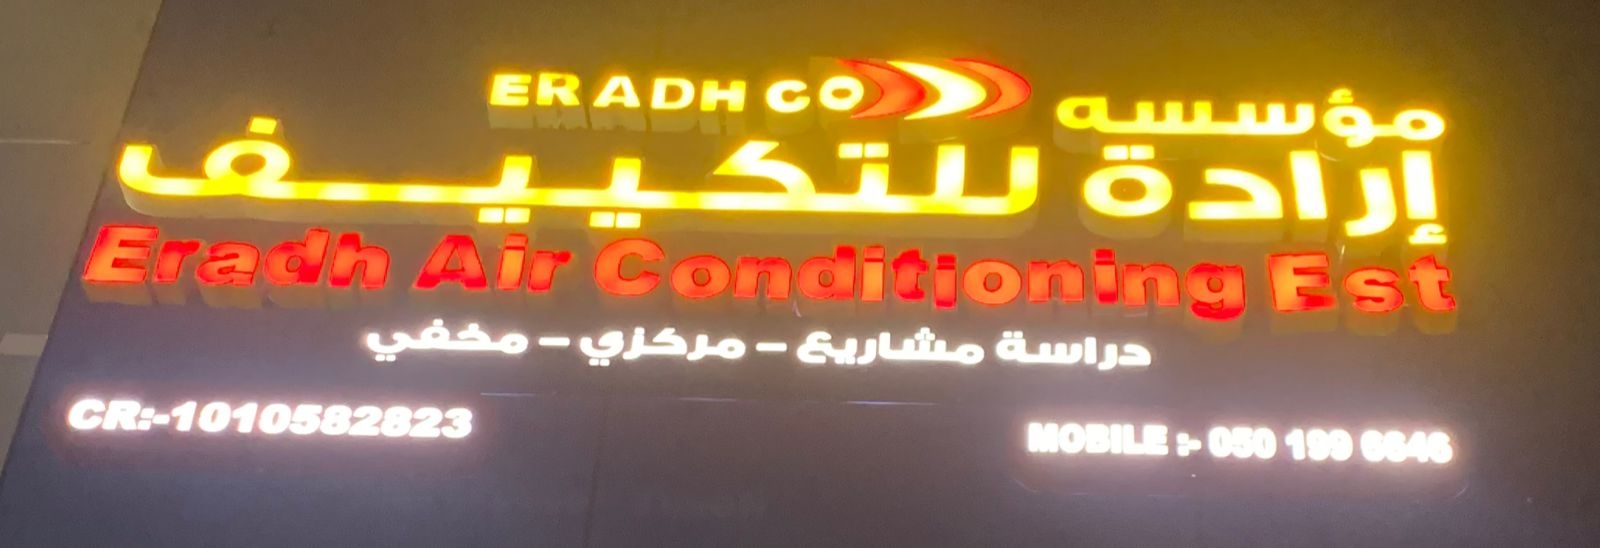 ERADH CO
مؤسسه
إرادة للتكييف
Eradh Air Conditioning Est
دراسة مشاريع - مركزي - مخفي
CR:-1010582823
MOBILE :- 050 199 6646